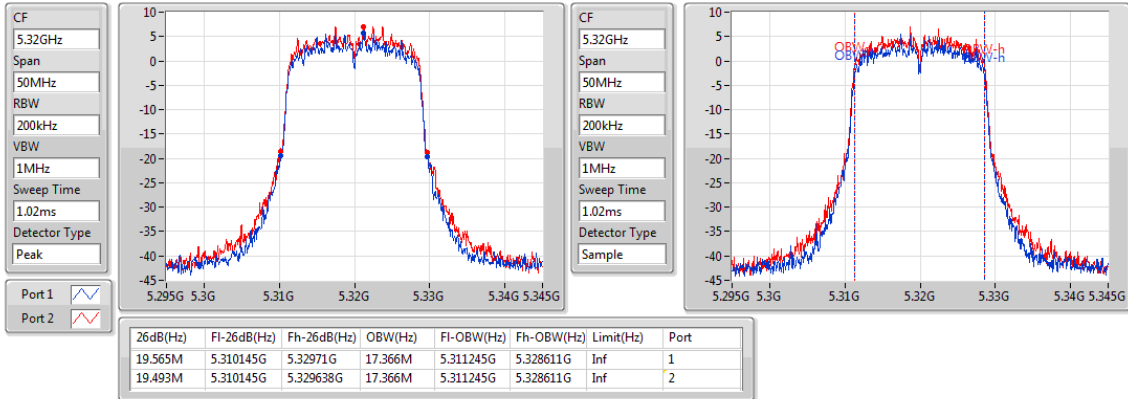 CF
5.32GHz
Span
50MHz
RBW
200kHz
VBW
1MHz
Sweep Time
1.02ms
Detector Type
Peak
Port 1
Port 2
10-
5-
0-
-5-
-10-
-15-
-20-
-25-
-30-
-35-
-40-
-45-
5.295G 5.3G 5.31G 5.32G 5.33G 5.34G 5.345G
CF
5.32GHz
Span
50MHz
RBW
200kHz
VBW
1MHz
Sweep Time
1.02ms
Detector Type
Sample
10-
5-
0-
-5-
-10-
-15-
-20-
-25-
-30-
-35-
-40-
-45-
5.295G 5.3G 5.31G 5.32G 5.33G 5.34G 5.345G
26dB(Hz) Fl-26dB(Hz) Fh-26dB(Hz) OBW(Hz) Fl-OBW(Hz) Fh-OBW(Hz) Limit(Hz) Port
19.565M 5.310145G 5.32971G 17.366M 5.311245G 5.328611G Inf 1
19.493M 5.310145G 5.329638G 17.366M 5.311245G 5.328611G Inf 2